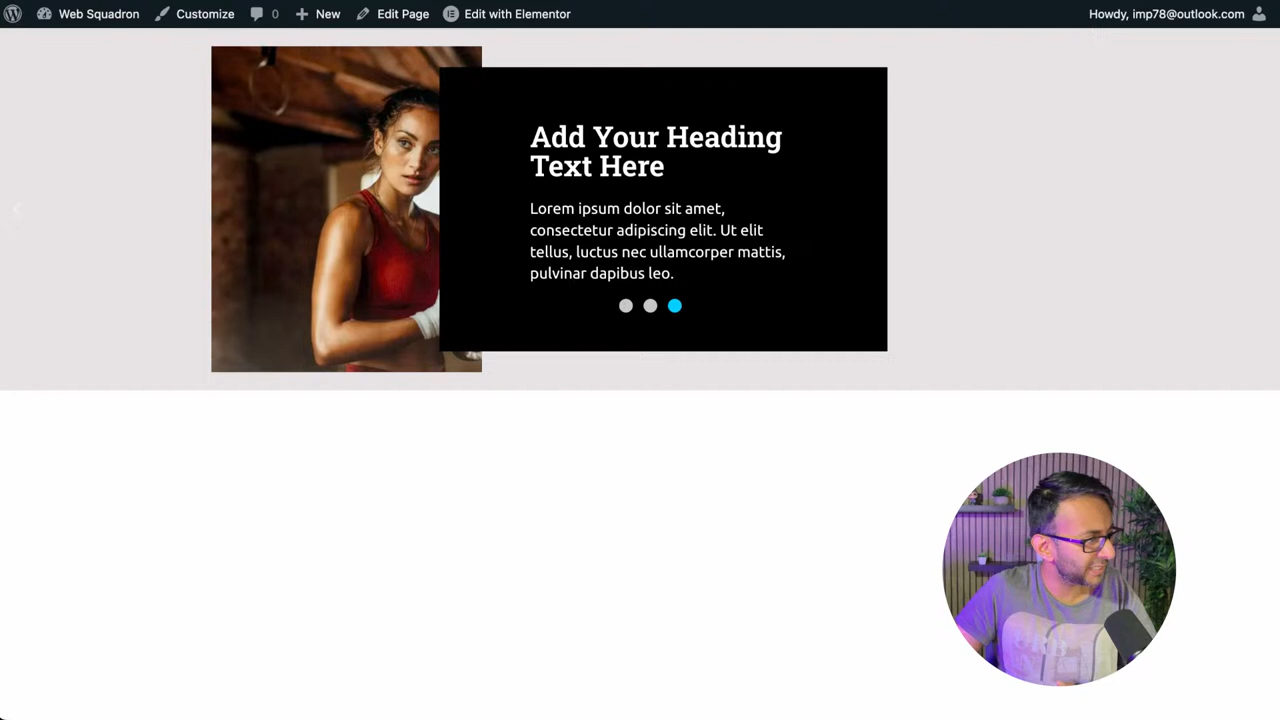 Web Squadron Customize 0 New Edit Page Edit with Elementor Howdy, imp78@outlook.com
Add Your Heading
Text Here
Lorem ipsum dolor sit amet,
consectetur adipiscing elit. Ut elit
tellus, luctus nec ullamcorper mattis,
pulvinar dapibus leo.